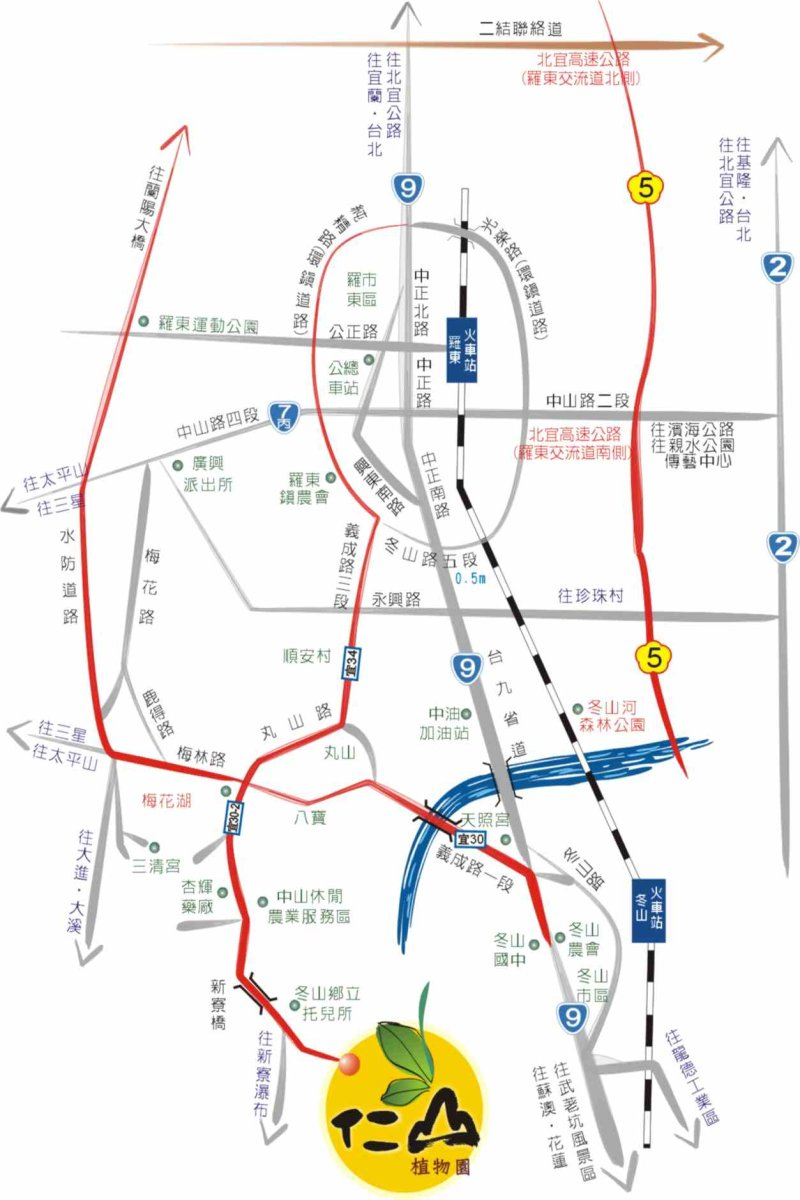 二結聯絡道
北宜高速公路
(羅東交流道北側)
往北宜公路
往宜蘭·台北
往基隆·台北
往北宜公路
往蘭陽大橋
9
5
2
精
路(環鎮道路)
光榮路(環鎮道路)
羅市
東區
中正北路
羅東運動公園
公正路
火車站
羅東
公總
車站
中正路
中山路二段
7
丙
中山路四段
往濱海公路
往親水公園
傳藝中心
北宜高速公路
(羅東交流道南側)
往太平山
往三星
廣興
派出所
羅東
鎮農會
興東南路
中正南路
水防道路
梅花路
義成路三段
冬山路五段
0.5m
2
永興路
往珍珠村
順安村
宜34
9
5
台九省道
鹿得路
丸山路
丸山
中油
加油站
冬山河
森林公園
往三星
往太平山
梅林路
梅花湖
宜30-2
八寶
天照宮
宜30
義成路一段
冬山路
往大進·大溪
三清宮
杏輝
藥廠
中山休閒
農業服務區
火車站
冬山
冬山
國中
冬山
農會
冬山
市區
新寮橋
冬山鄉立
托兒所
9
往新寮瀑布
往龍德工業區
往武荖坑風景區
往蘇澳·花蓮
仁山
植物園